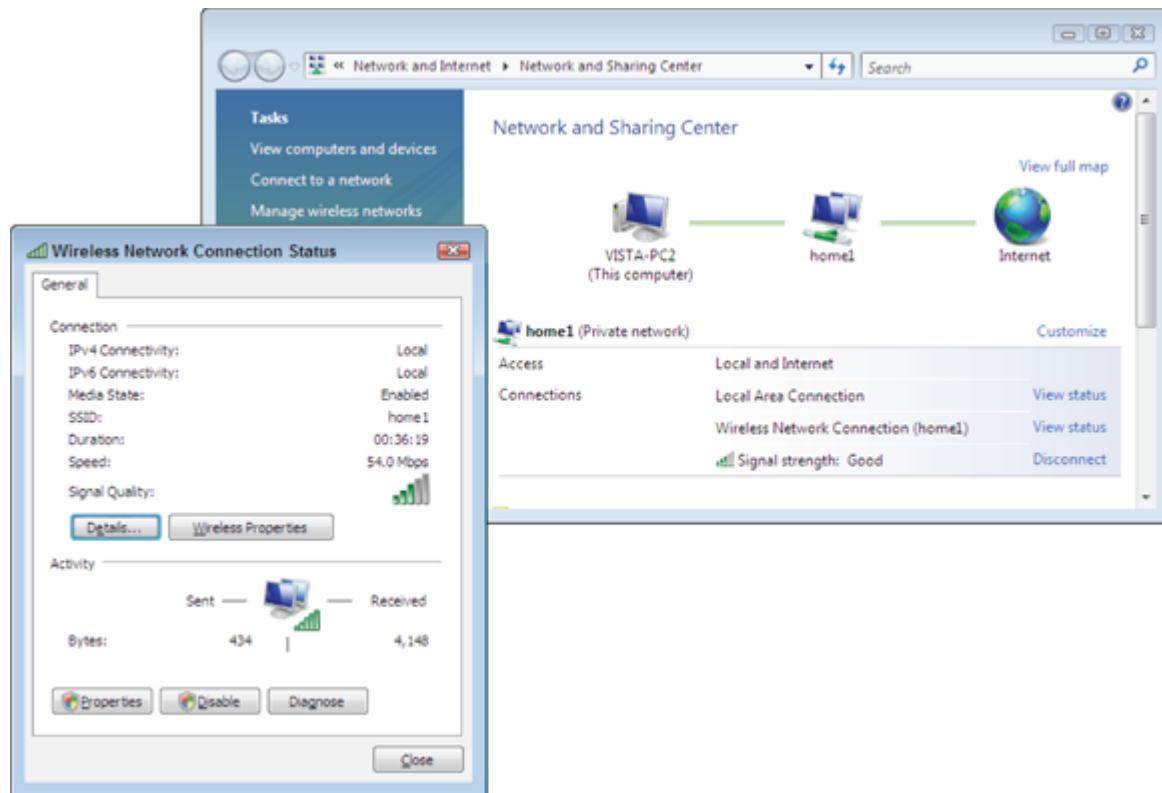 « Network and Internet ▸ Network and Sharing Center
Search
Tasks
View computers and devices
Connect to a network
Manage wireless networks
Network and Sharing Center
View full map
VISTA-PC2
(This computer)
home1
Internet
home1 (Private network)
Customize
Access
Local and Internet
Connections
Local Area Connection
View status
Wireless Network Connection (home1)
View status
Signal strength: Good
Disconnect
Wireless Network Connection Status
General
Connection
IPv4 Connectivity: Local
IPv6 Connectivity: Local
Media State: Enabled
SSID: home1
Duration: 00:36:19
Speed: 54.0 Mbps
Signal Quality:
Details...
Wireless Properties
Activity
Sent — Received
Bytes: 434 | 4,148
Properties
Disable
Diagnose
Close